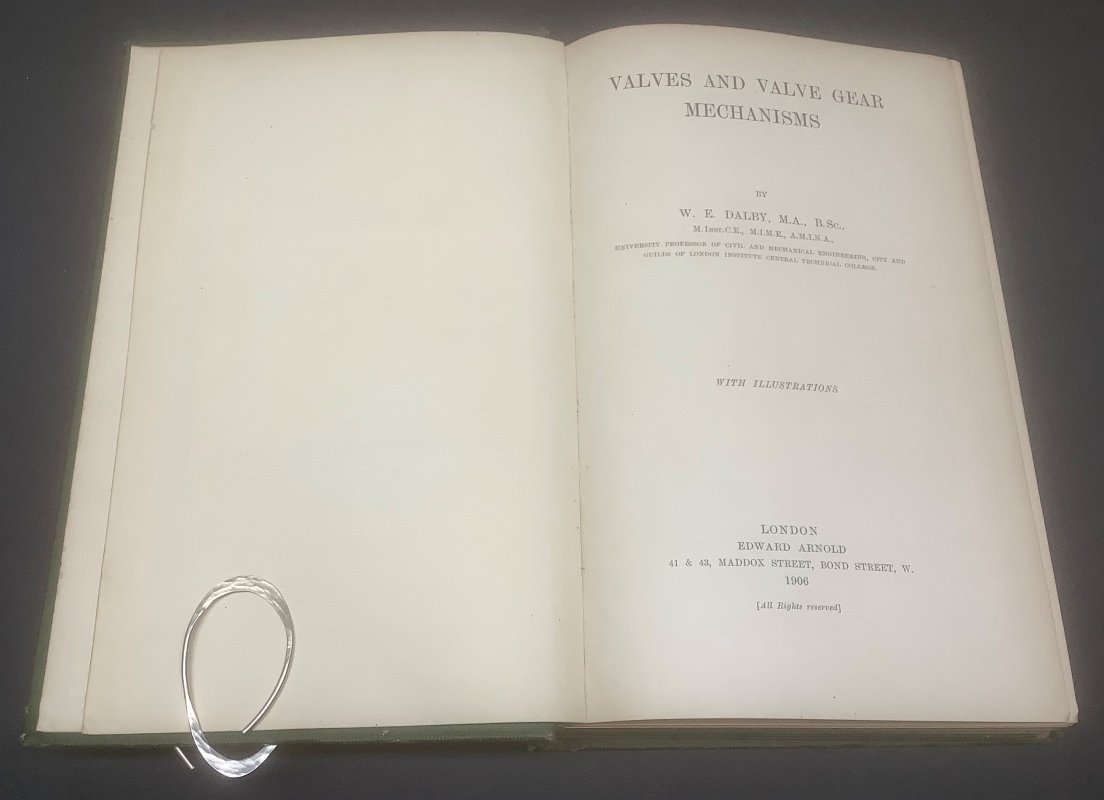 VALVES AND VALVE GEAR
MECHANISMS
BY
W. E. DALBY, M.A., B.Sc.,
M.Inst.C.E., M.I.M.E., A.M.I.N.A.,
UNIVERSITY PROFESSOR OF CIVIL AND MECHANICAL ENGINEERING, CITY AND
GUILDS OF LONDON INSTITUTE CENTRAL TECHNICAL COLLEGE.
WITH ILLUSTRATIONS
LONDON
EDWARD ARNOLD
41 & 43, MADDOX STREET, BOND STREET, W.
1906
[All Rights reserved]